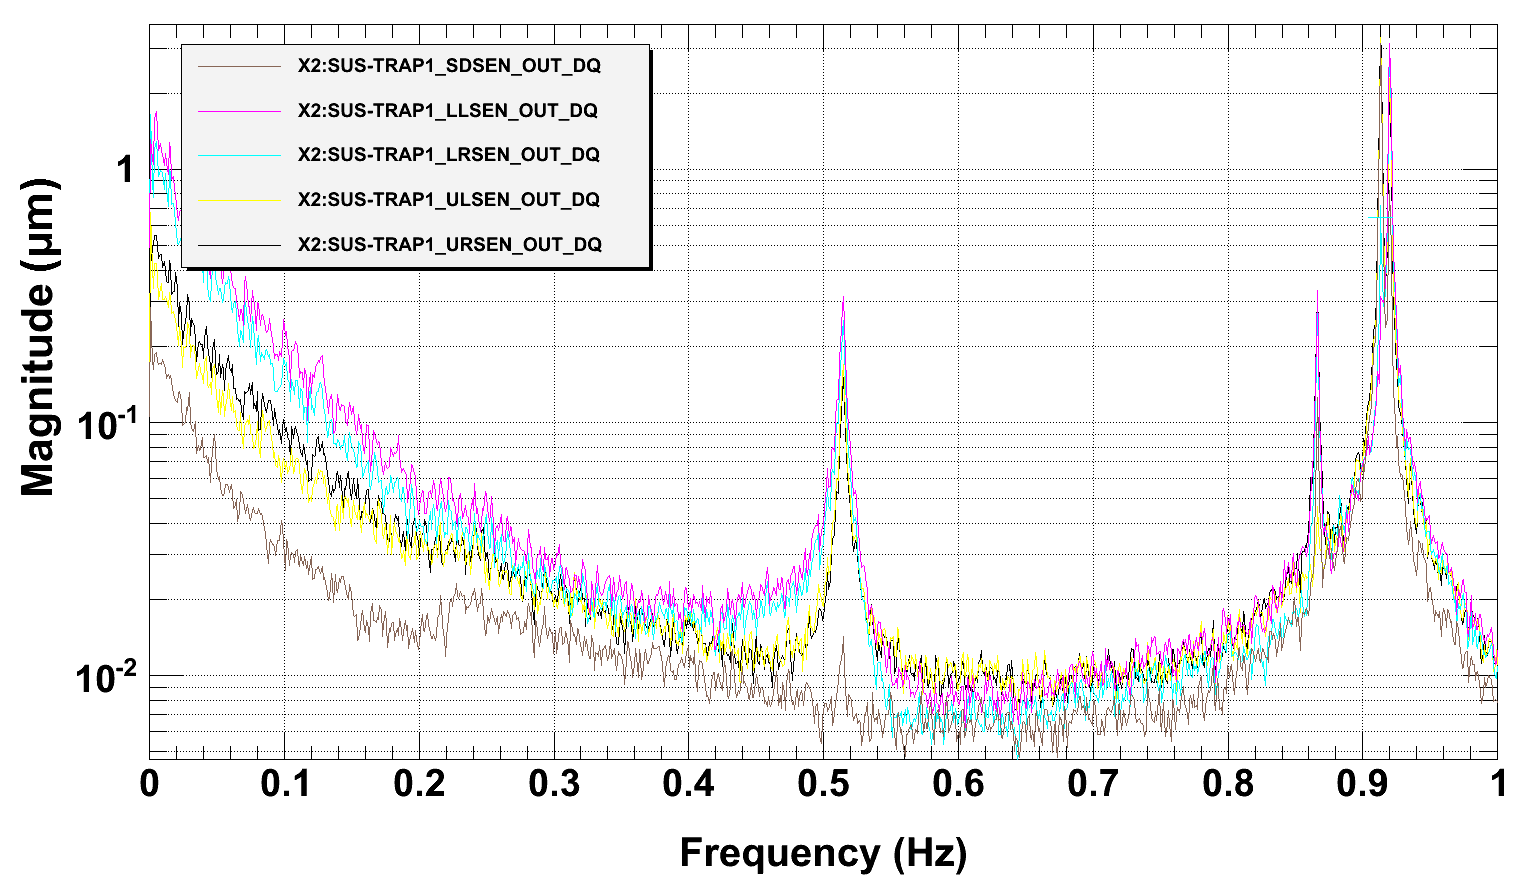 X2:SUS-TRAP1_SDSEN_OUT_DQ
X2:SUS-TRAP1_LLSEN_OUT_DQ
X2:SUS-TRAP1_LRSEN_OUT_DQ
X2:SUS-TRAP1_ULSEN_OUT_DQ
X2:SUS-TRAP1_URSEN_OUT_DQ
Magnitude (μm)
1
10⁻¹
10⁻²
0 0.1 0.2 0.3 0.4 0.5 0.6 0.7 0.8 0.9 1
Frequency (Hz)